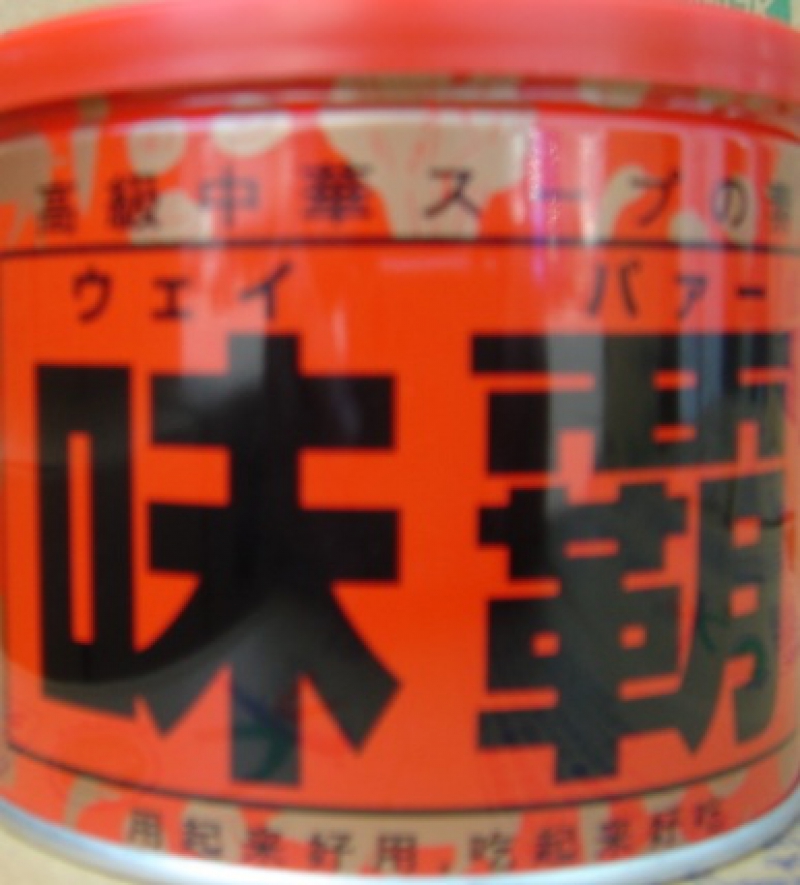 高級中華スープの素
ウェイ バァー
味覇
用起来好用,吃起来好吃